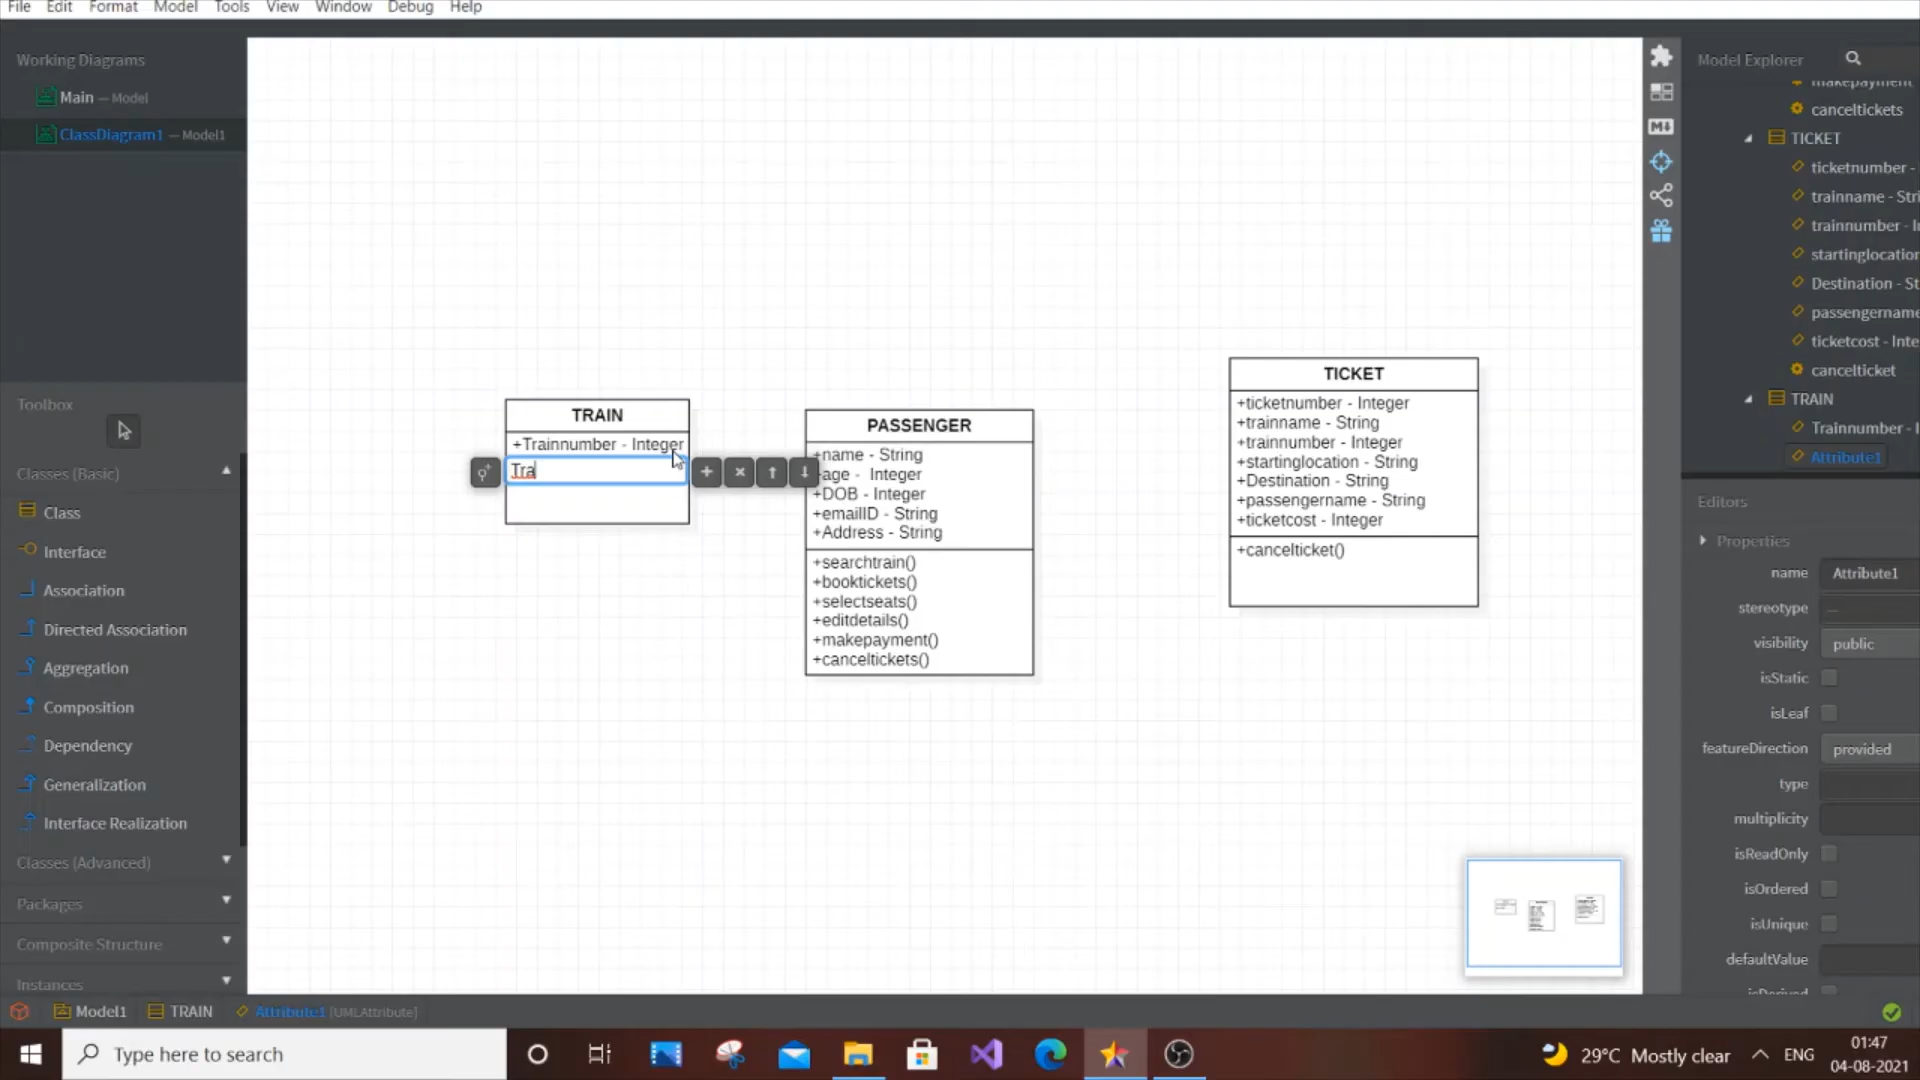 File Edit Format Model Tools View Window Debug Help
Working Diagrams
Main — Model
ClassDiagram1 — Model1
Toolbox
Classes (Basic)
Class
Interface
Association
Directed Association
Aggregation
Composition
Dependency
Generalization
Interface Realization
Classes (Advanced)
Packages
Composite Structure
Instances
TRAIN
+Trainnumber - Integer
Tra
PASSENGER
+name - String
+age - Integer
+DOB - Integer
+emailID - String
+Address - String
+searchtrain()
+booktickets()
+selectseats()
+editdetails()
+makepayment()
+canceltickets()
TICKET
+ticketnumber - Integer
+trainname - String
+trainnumber - Integer
+startinglocation - String
+Destination - String
+passengername - String
+ticketcost - Integer
+cancelticket()
M
Model Explorer
makepayment
canceltickets
TICKET
ticketnumber -
trainname - Stri
trainnumber - I
startinglocation
Destination - St
passengername
ticketcost - Inte
cancelticket
TRAIN
Trainnumber - I
Attribute1
Editors
Properties
name Attribute1
stereotype —
visibility public
isStatic
isLeaf
featureDirection provided
type
multiplicity
isReadOnly
isOrdered
isUnique
defaultValue
isDerived
Model1 TRAIN Attribute1 [UMLAttribute]
Type here to search
29°C Mostly clear
ENG
01:47
04-08-2021